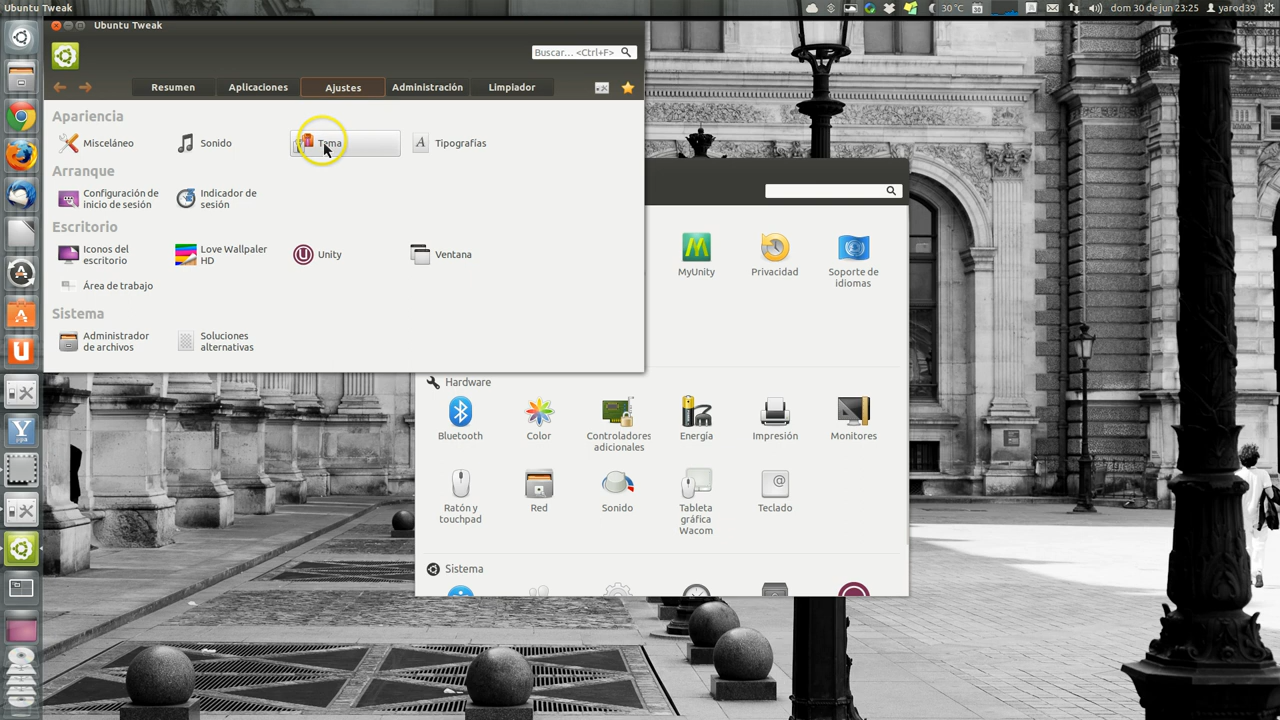 Ubuntu Tweak
30 °C
dom 30 de jun 23:25
yarod39
Ubuntu Tweak
Buscar... <Ctrl+F>
Resumen
Aplicaciones
Ajustes
Administración
Limpiador
Apariencia
Misceláneo
Sonido
Tema
Tipografías
Arranque
Configuración de
inicio de sesión
Indicador de
sesión
Escritorio
Iconos del
escritorio
Love Wallpaler
HD
Unity
Ventana
Área de trabajo
Sistema
Administrador
de archivos
Soluciones
alternativas
MyUnity
Privacidad
Soporte de
idiomas
Hardware
Bluetooth
Color
Controladores
adicionales
Energía
Impresión
Monitores
Ratón y
touchpad
Red
Sonido
Tableta
gráfica
Wacom
Teclado
Sistema